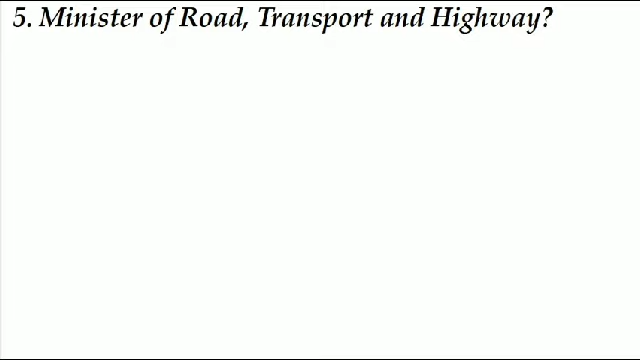 5. Minister of Road, Transport and Highway?